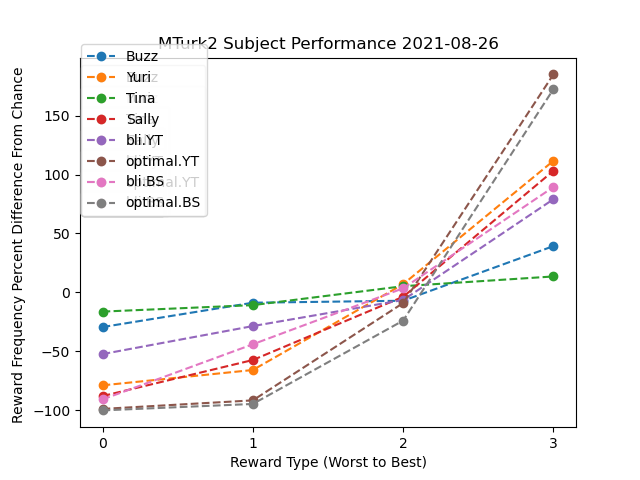 MTurk2 Subject Performance 2021-08-26
Buzz
Yuri
Tina
Sally
bli.YT
optimal.YT
bli.BS
optimal.BS
Reward Frequency Percent Difference From Chance
150
100
50
0
−50
−100
0 1 2 3
Reward Type (Worst to Best)